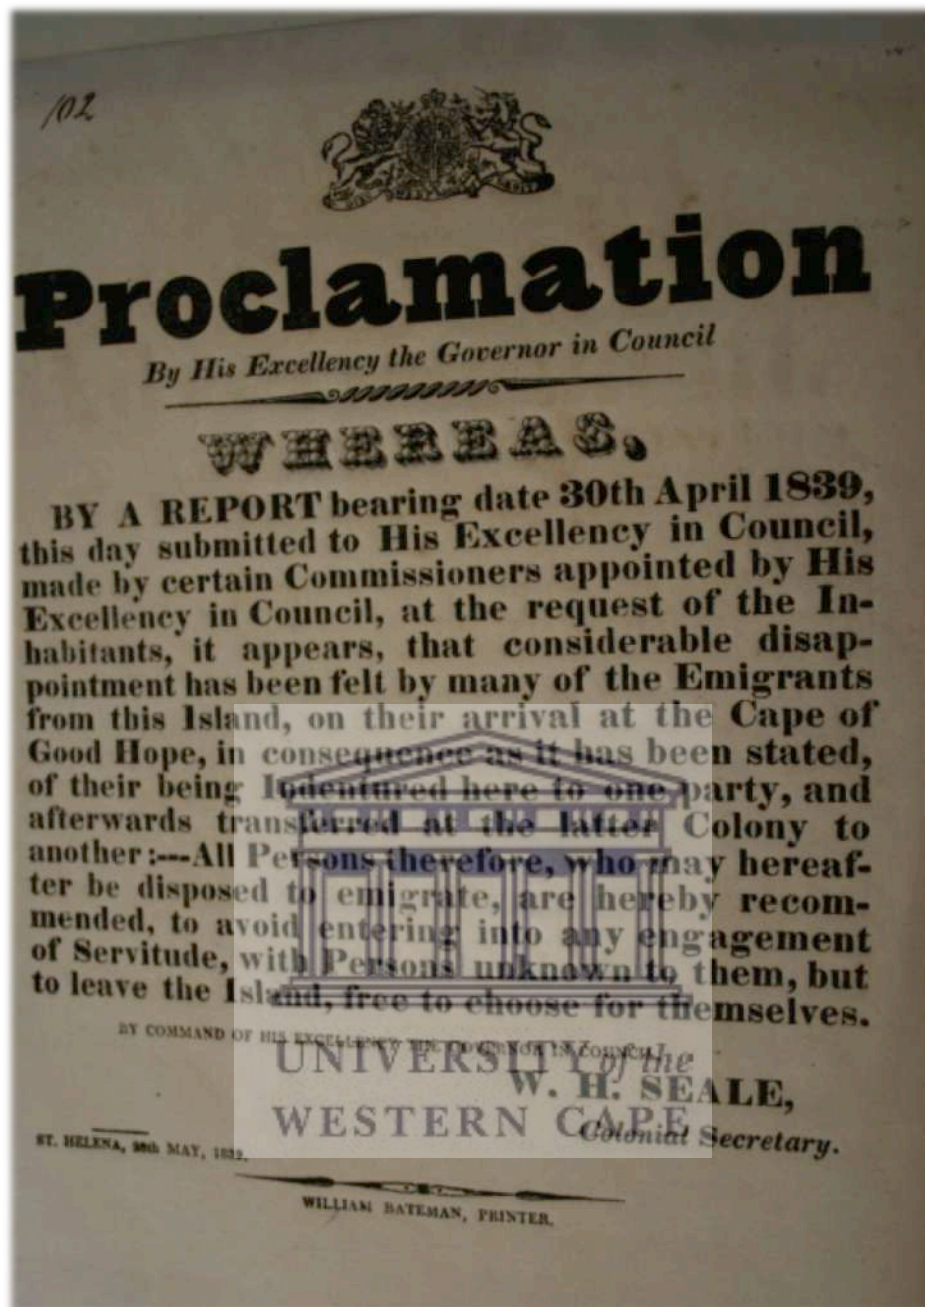 102
Proclamation
By His Excellency the Governor in Council
WHEREAS,
BY A REPORT bearing date 30th April 1839,
this day submitted to His Excellency in Council,
made by certain Commissioners appointed by His
Excellency in Council, at the request of the In-
habitants, it appears, that considerable disap-
pointment has been felt by many of the Emigrants
from this Island, on their arrival at the Cape of
Good Hope, in consequence as it has been stated,
of their being Indentured here to one party, and
afterwards transferred at the latter Colony to
another:---All Persons therefore, who may hereaf-
ter be disposed to emigrate, are hereby recom-
mended, to avoid entering into any engagement
of Servitude, with Persons unknown to them, but
to leave the Island, free to choose for themselves.
BY COMMAND OF HIS EXCELLENCY THE GOVERNOR IN COUNCIL,
UNIVERSITY of the
W. H. SEALE,
WESTERN CAPE
Colonial Secretary.
ST. HELENA, MAY, 1839.
WILLIAM BATEMAN, PRINTER.